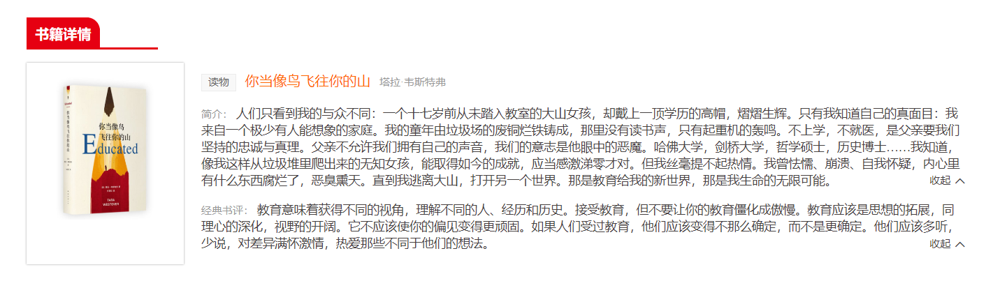 书籍详情
你当像鸟
飞往你的山
Educated
TARA
WESTOVER
读物 你当像鸟飞往你的山 塔拉·韦斯特弗
简介： 人们只看到我的与众不同：一个十七岁前从未踏入教室的大山女孩，却戴上一顶学历的高帽，熠熠生辉。只有我知道自己的真面目：我
来自一个极少有人能想象的家庭。我的童年由垃圾场的废铜烂铁铸成，那里没有读书声，只有起重机的轰鸣。不上学，不就医，是父亲要我们
坚持的忠诚与真理。父亲不允许我们拥有自己的声音，我们的意志是他眼中的恶魔。哈佛大学，剑桥大学，哲学硕士，历史博士……我知道，
像我这样从垃圾堆里爬出来的无知女孩，能取得如今的成就，应当感激涕零才对。但我丝毫提不起热情。我曾怯懦、崩溃、自我怀疑，内心里
有什么东西腐烂了，恶臭熏天。直到我逃离大山，打开另一个世界。那是教育给我的新世界，那是我生命的无限可能。 收起
经典书评： 教育意味着获得不同的视角，理解不同的人、经历和历史。接受教育，但不要让你的教育僵化成傲慢。教育应该是思想的拓展，同
理心的深化，视野的开阔。它不应该使你的偏见变得更顽固。如果人们受过教育，他们应该变得不那么确定，而不是更确定。他们应该多听，
少说，对差异满怀激情，热爱那些不同于他们的想法。 收起